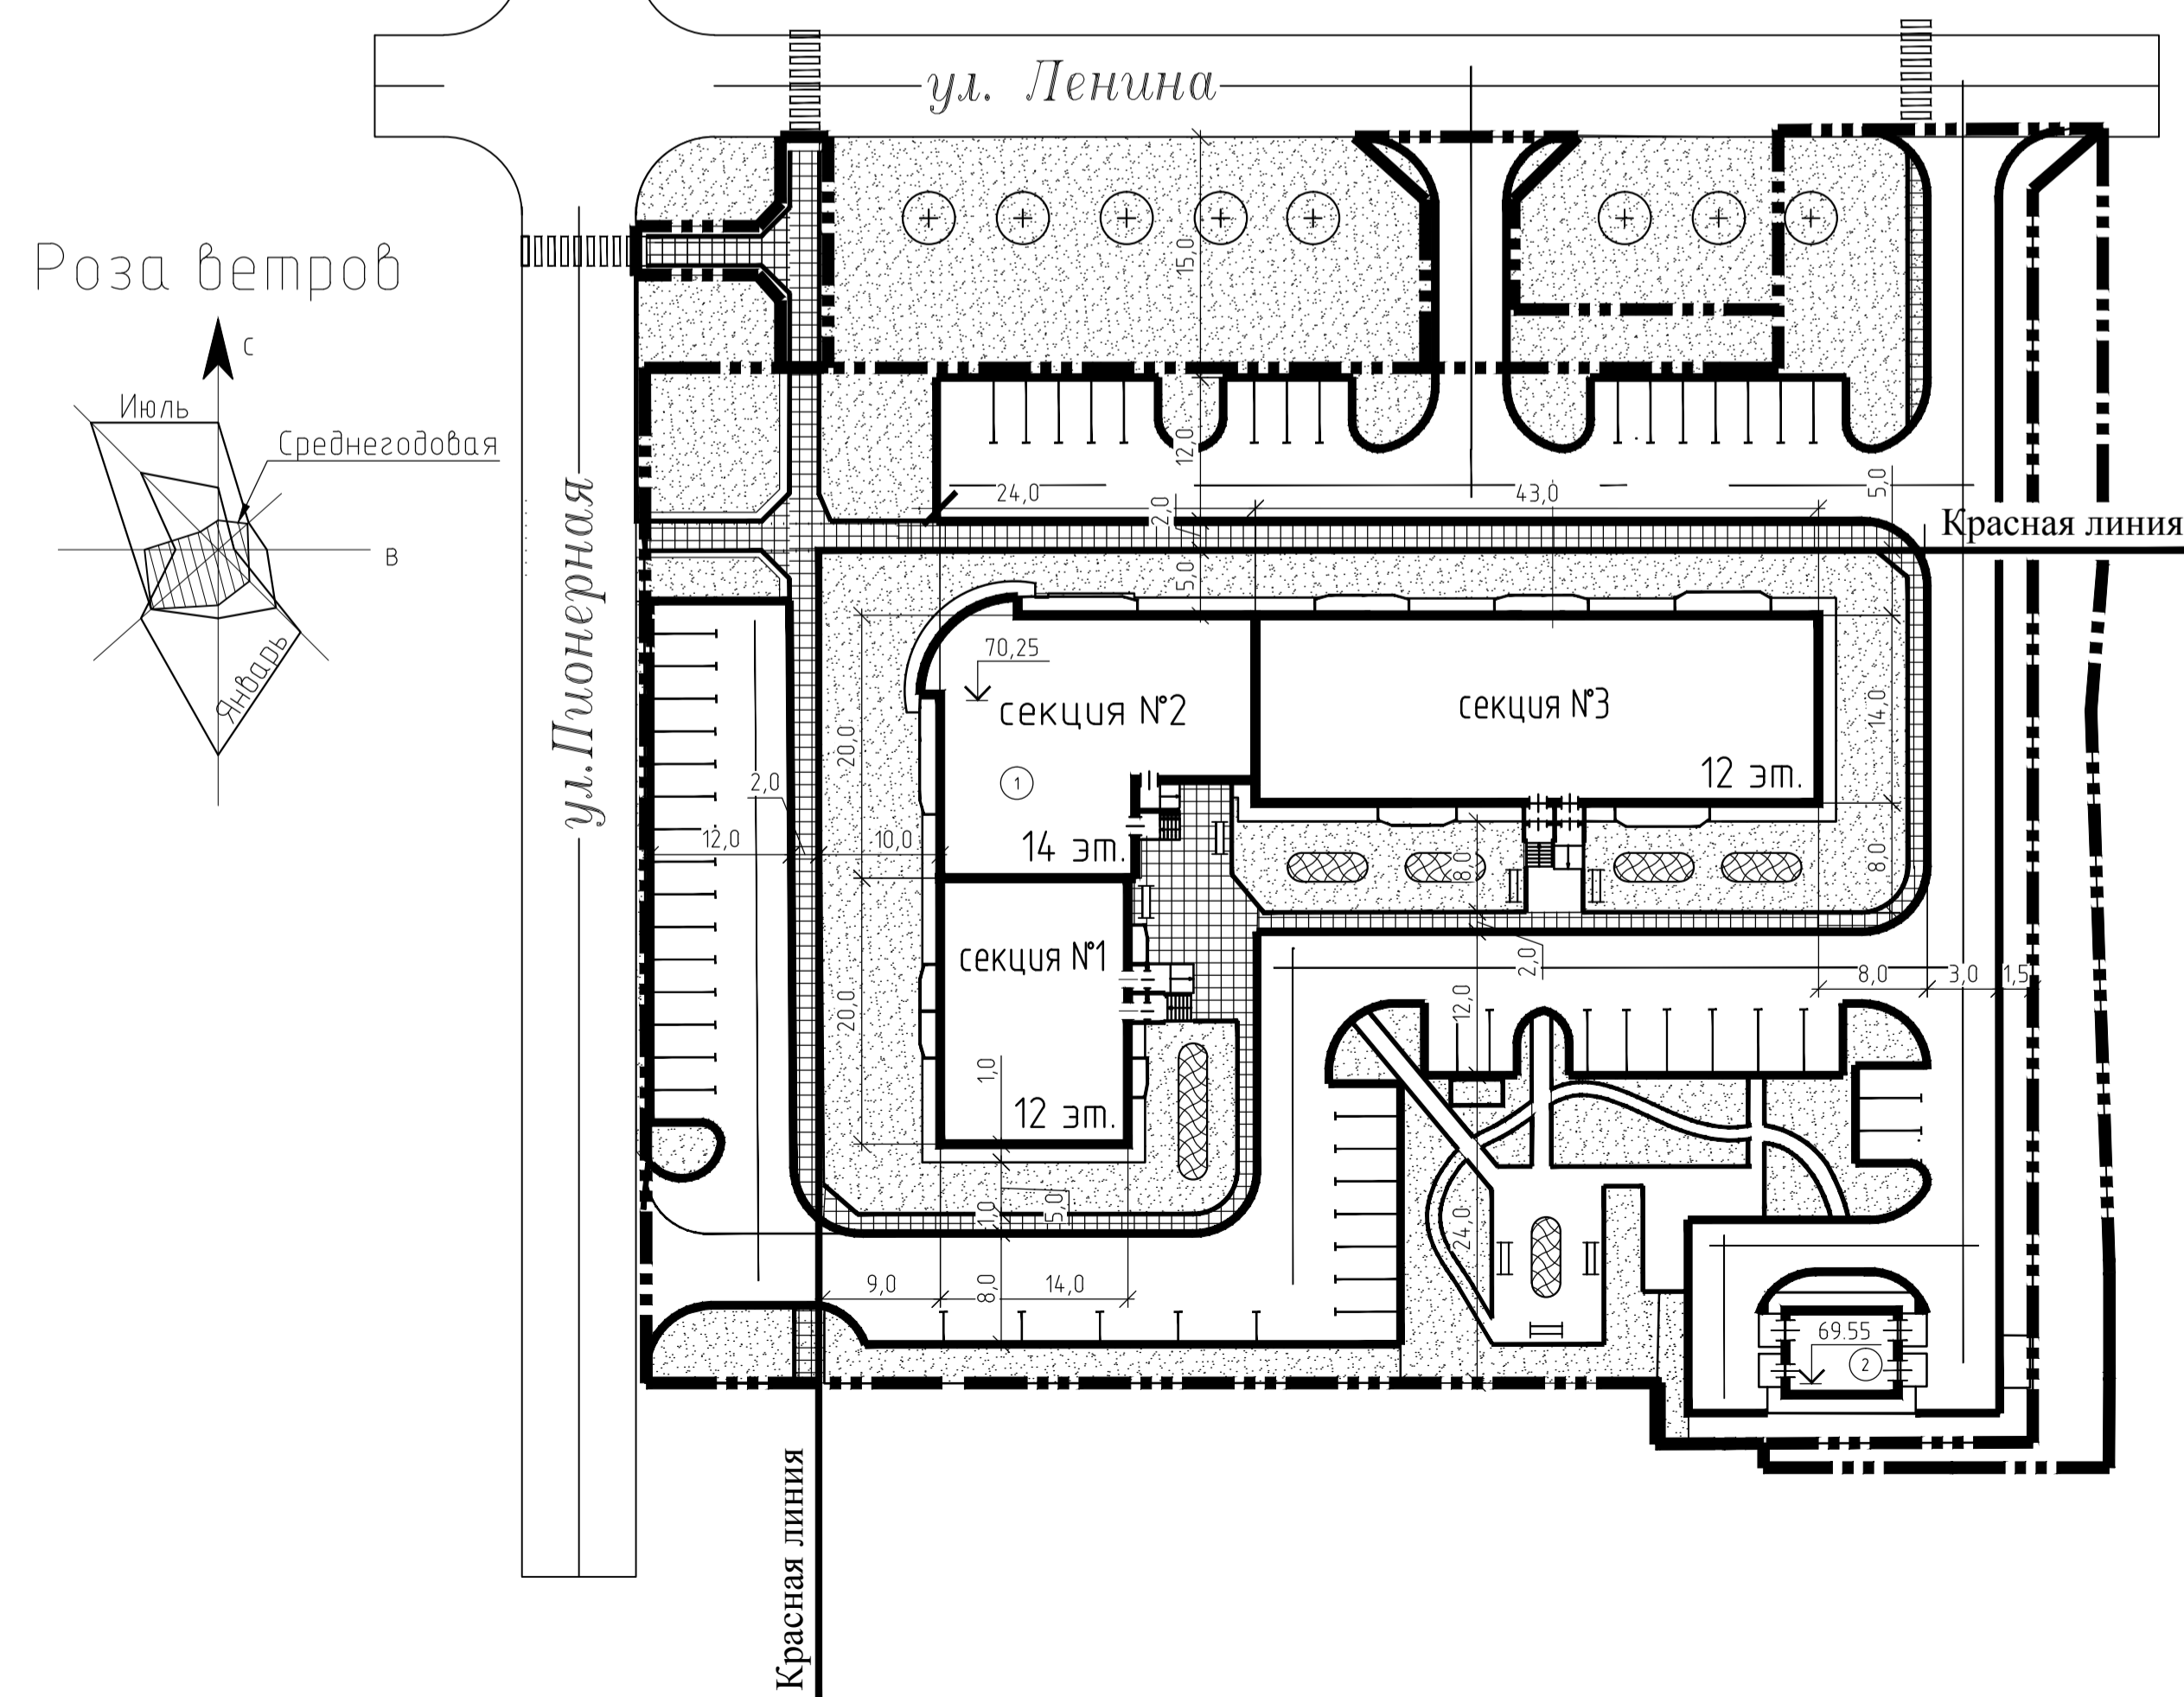 ул. Ленина
Роза ветров
С
Июль
Среднегодовая
В
Январь
ул.Пионерная
15,0
12,0
24,0
2,0
43,0
5,0
Красная линия
5,0
70,25
секция №2
секция №3
20,0
14,0
1
12 эт.
2,0
12,0
10,0
14 эт.
8,0
8,0
секция №1
2,0
8,0
3,0
1,5
20,0
12,0
1,0
12 эт.
1,0
5,0
24,0
9,0
8,0
14,0
69.55
2
Красная линия